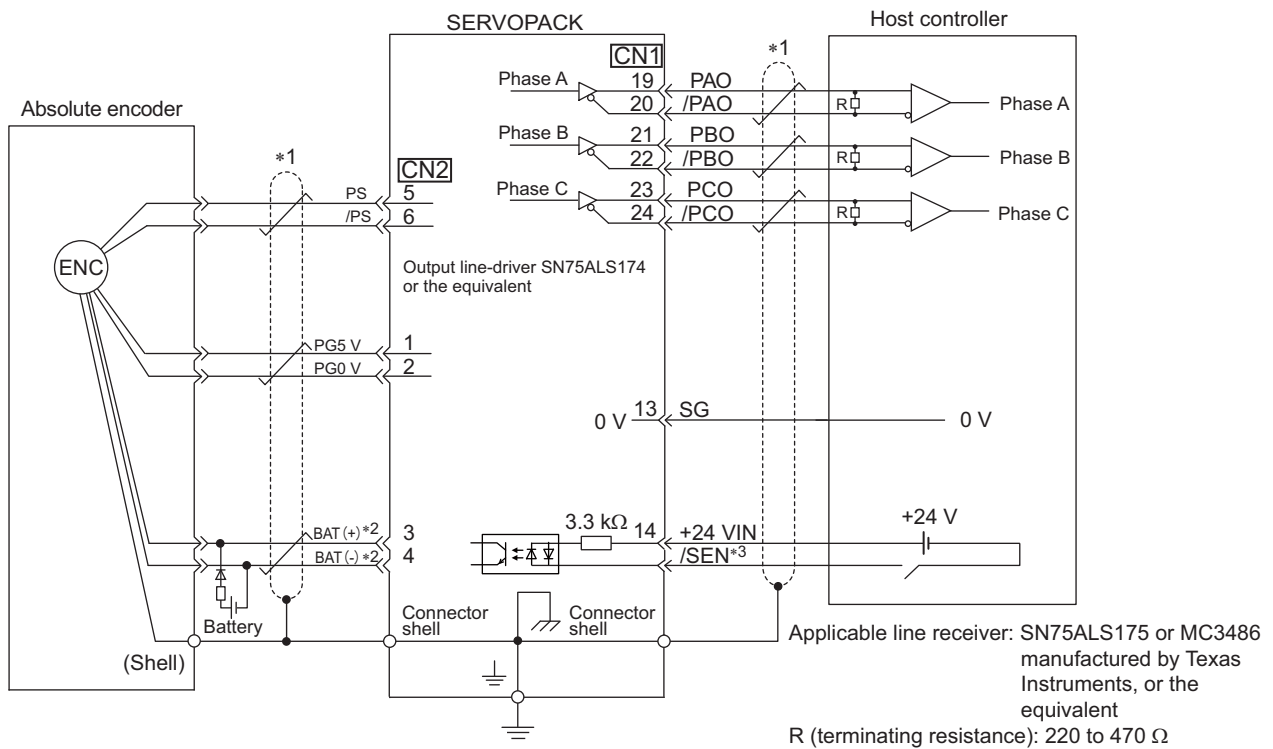 SERVOPACK
Host controller
CN1
*1
Absolute encoder
Phase A
19
PAO
20
/PAO
R
Phase A
Phase B
21
PBO
22
/PBO
R
Phase B
Phase C
23
PCO
24
/PCO
R
Phase C
*1
CN2
PS
5
/PS
6
ENC
Output line-driver SN75ALS174
or the equivalent
PG5 V
1
PG0 V
2
0 V
13
SG
0 V
BAT (+) *2
3
BAT (-) *2
4
3.3 kΩ
14
+24 VIN
/SEN*3
+24 V
Battery
Connector
shell
Connector
shell
(Shell)
Applicable line receiver: SN75ALS175 or MC3486
manufactured by Texas
Instruments, or the
equivalent
R (terminating resistance): 220 to 470 Ω